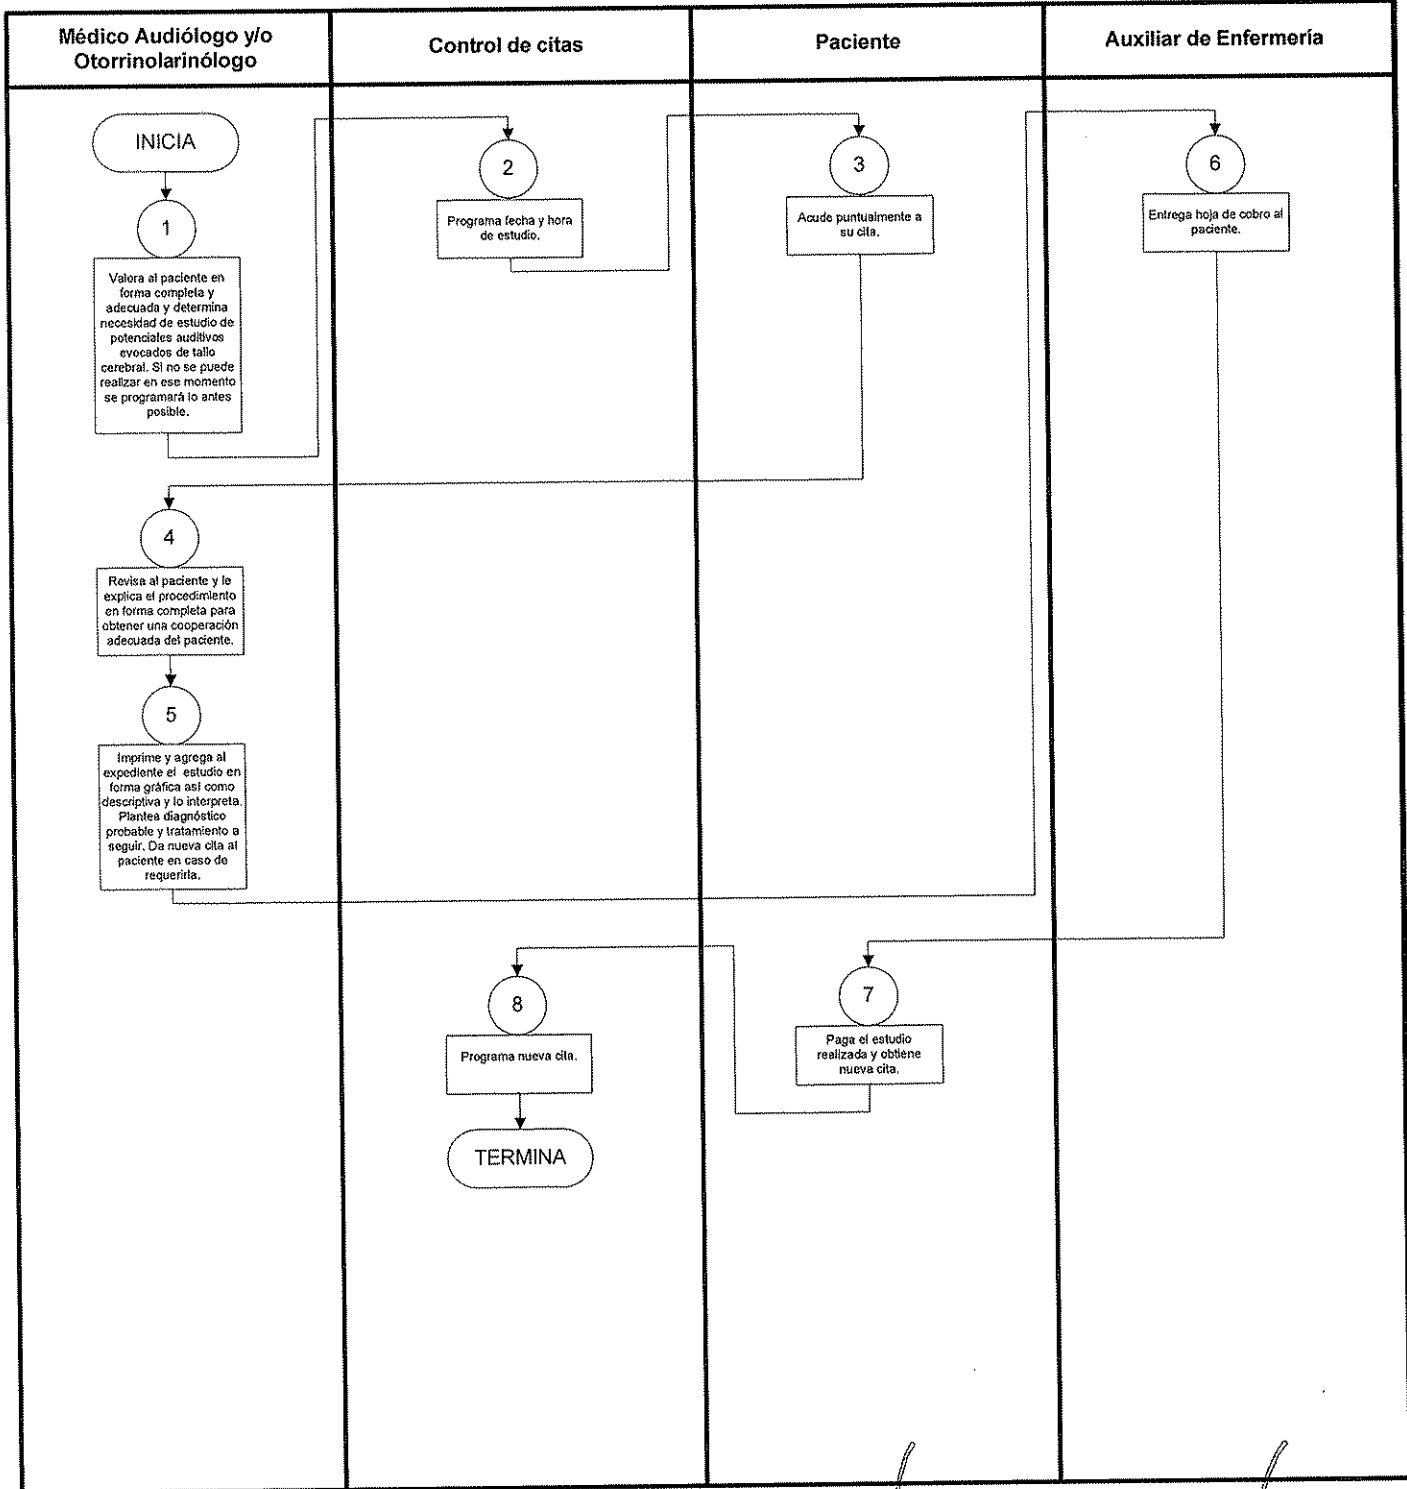 Médico Audiólogo y/o
Otorrinolarinólogo
Control de citas
Paciente
Auxiliar de Enfermería
INICIA
1
Valora al paciente en
forma completa y
adecuada y determina
necesidad de estudio de
potenciales auditivos
evocados de tallo
cerebral. Si no se puede
realizar en ese momento
se programará lo antes
posible.
2
Programa fecha y hora
de estudio.
3
Acude puntualmente a
su cita.
4
Revisa al paciente y le
explica el procedimiento
en forma completa para
obtener una cooperación
adecuada del paciente.
5
Imprime y agrega al
expediente el estudio en
forma gráfica así como
descriptiva y lo interpreta.
Plantea diagnóstico
probable y tratamiento a
seguir. Da nueva cita al
paciente en caso de
requerirla.
6
Entrega hoja de cobro al
paciente.
7
Paga el estudio
realizada y obtiene
nueva cita.
8
Programa nueva cita.
TERMINA